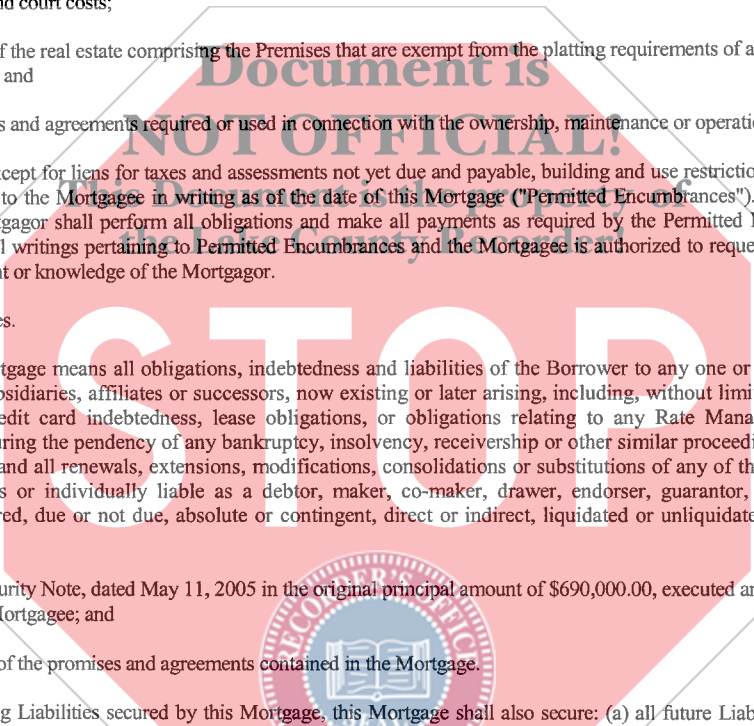 nd court costs;
f the real estate comprising the Premises that are exempt from the platting requirements of a
and
Document is
NOT OFFICIAL!
s and agreements required or used in connection with the ownership, maintenance or operati
cept for liens for taxes and assessments not yet due and payable, building and use restrictio
This Document is the property of
to the Mortgagee in writing as of the date of this Mortgage ("Permitted Encumbrances").
tgagor shall perform all obligations and make all payments as required by the Permitted
the Lake County Recorder!
l writings pertaining to Permitted Encumbrances and the Mortgagee is authorized to reque
t or knowledge of the Mortgagor.
es.
STOP
tgage means all obligations, indebtedness and liabilities of the Borrower to any one or
bsidiaries, affiliates or successors, now existing or later arising, including, without limi
edit card indebtedness, lease obligations, or obligations relating to any Rate Mana
uring the pendency of any bankruptcy, insolvency, receivership or other similar proceedi
and all renewals, extensions, modifications, consolidations or substitutions of any of th
s or individually liable as a debtor, maker, co-maker, drawer, endorser, guarantor,
red, due or not due, absolute or contingent, direct or indirect, liquidated or unliquidate
urity Note, dated May 11, 2005 in the original principal amount of $690,000.00, executed an
Mortgagee; and
RECORDER'S OFFICE
of the promises and agreements contained in the Mortgage.
g Liabilities secured by this Mortgage, this Mortgage shall also secure: (a) all future Liab